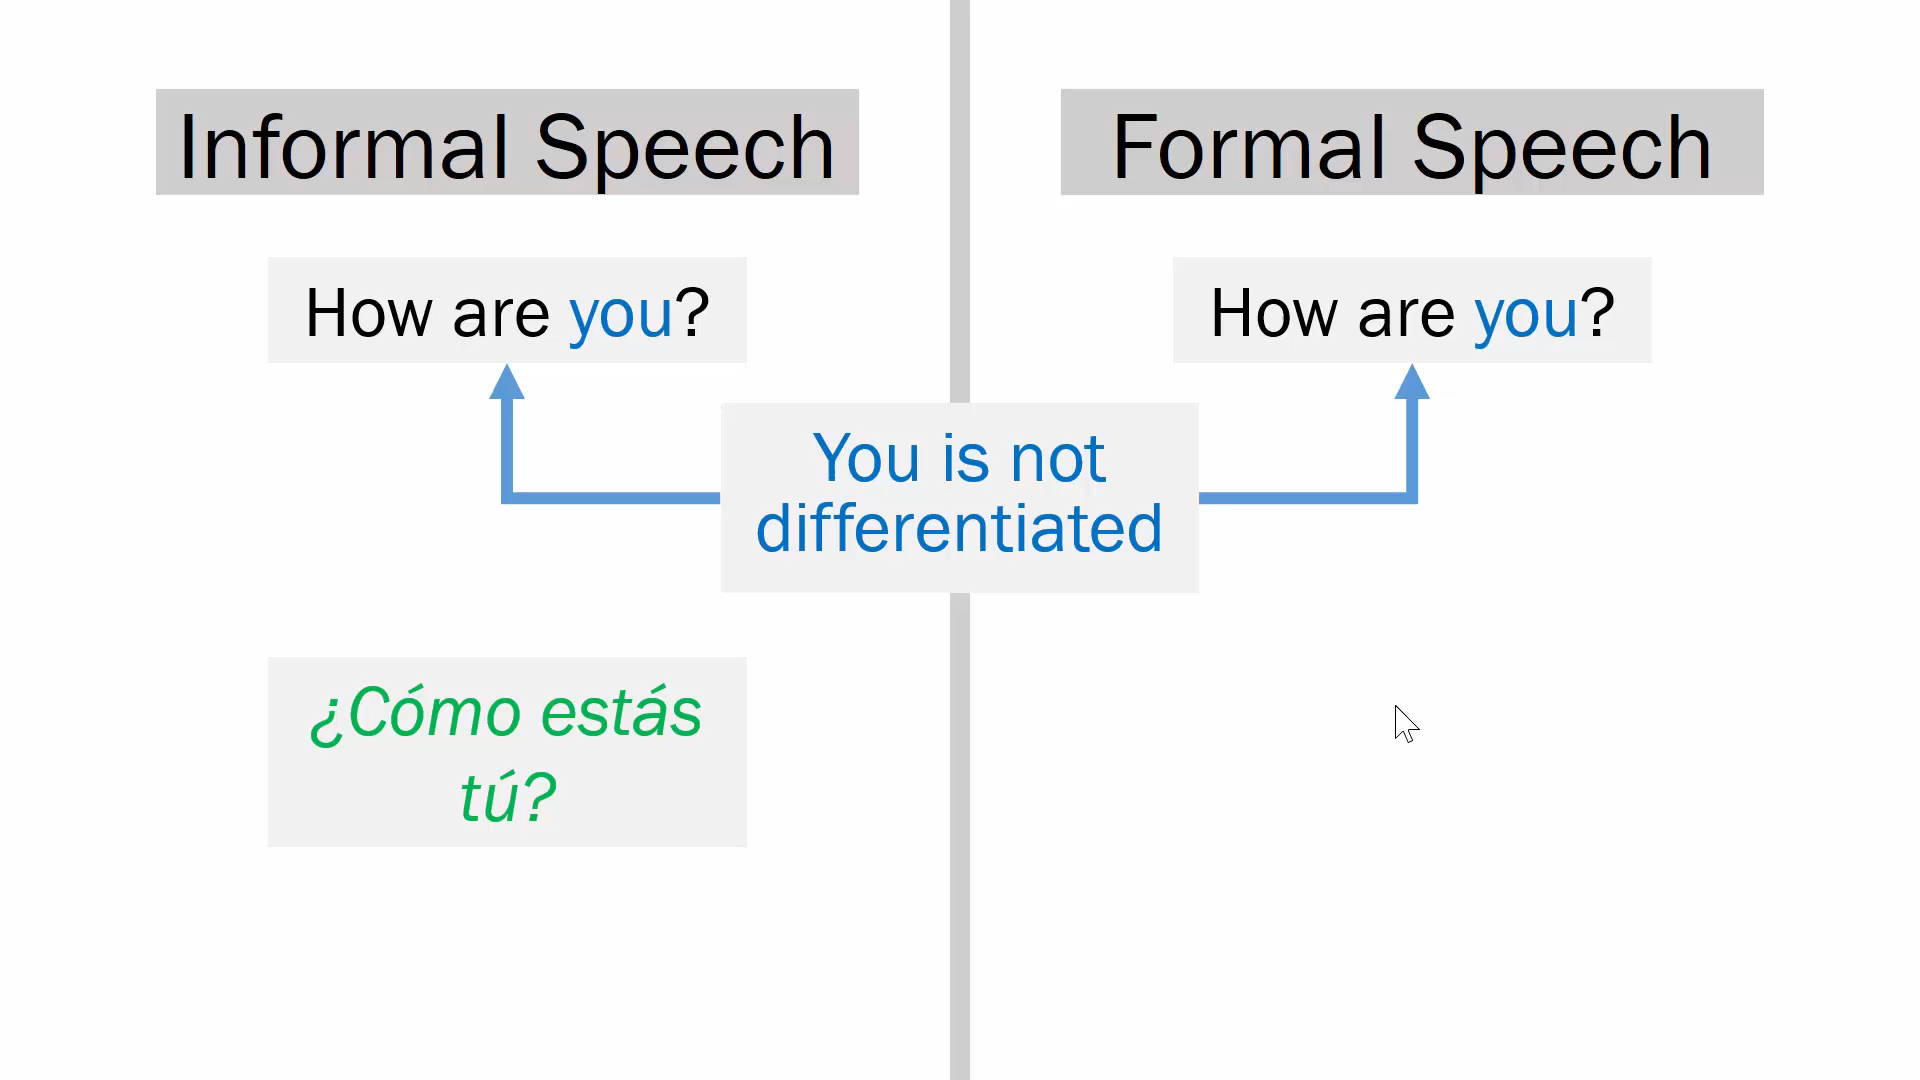 Informal Speech
Formal Speech
How are you?
How are you?
You is not
differentiated
¿Cómo estás
tú?